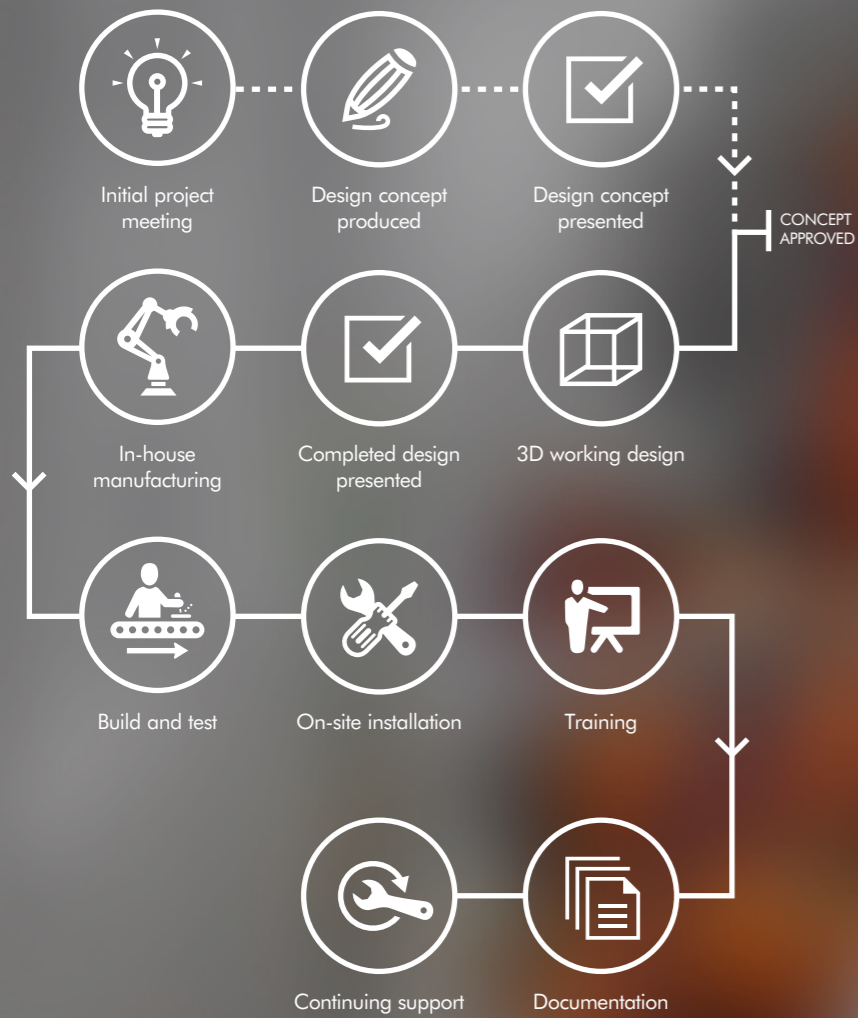 Initial project
meeting
Design concept
produced
Design concept
presented
CONCEPT
APPROVED
In-house
manufacturing
Completed design
presented
3D working design
Build and test
On-site installation
Training
Continuing support
Documentation